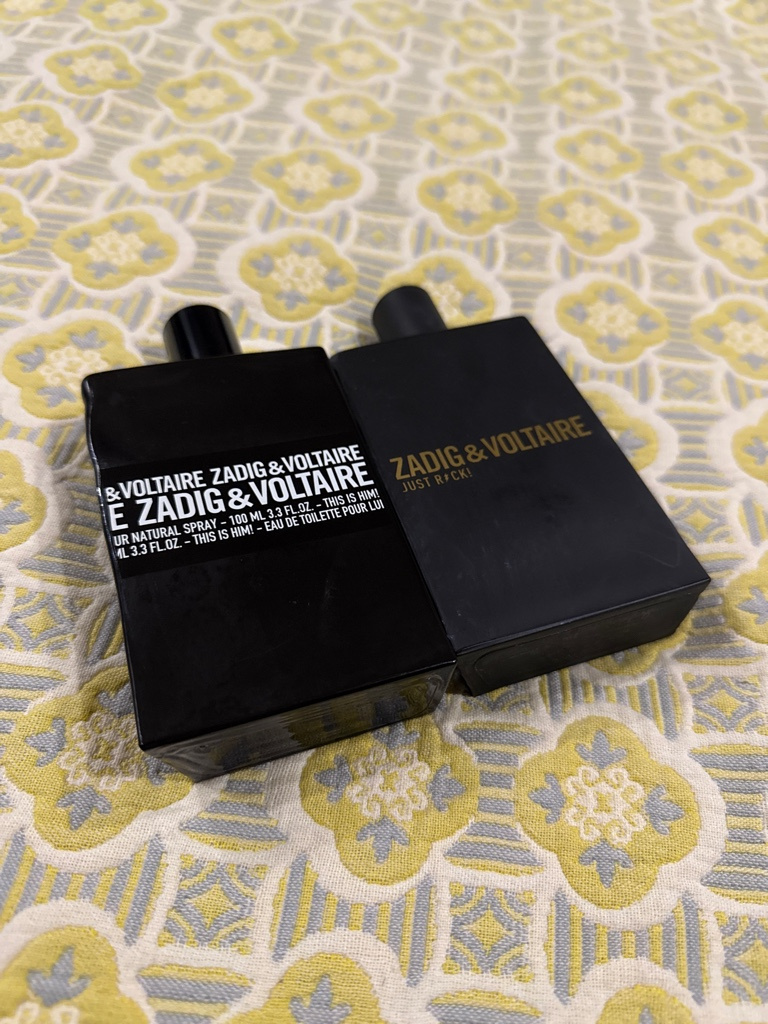 &VOLTAIRE ZADIG&VOLTAIRE
E ZADIG&VOLTAIRE
UR NATURAL SPRAY – 100 ML 3.3 FL.OZ. – THIS IS HIM!
ML 3.3 FL.OZ. – THIS IS HIM! – EAU DE TOILETTE POUR LUI
ZADIG&VOLTAIRE
JUST ROCK!